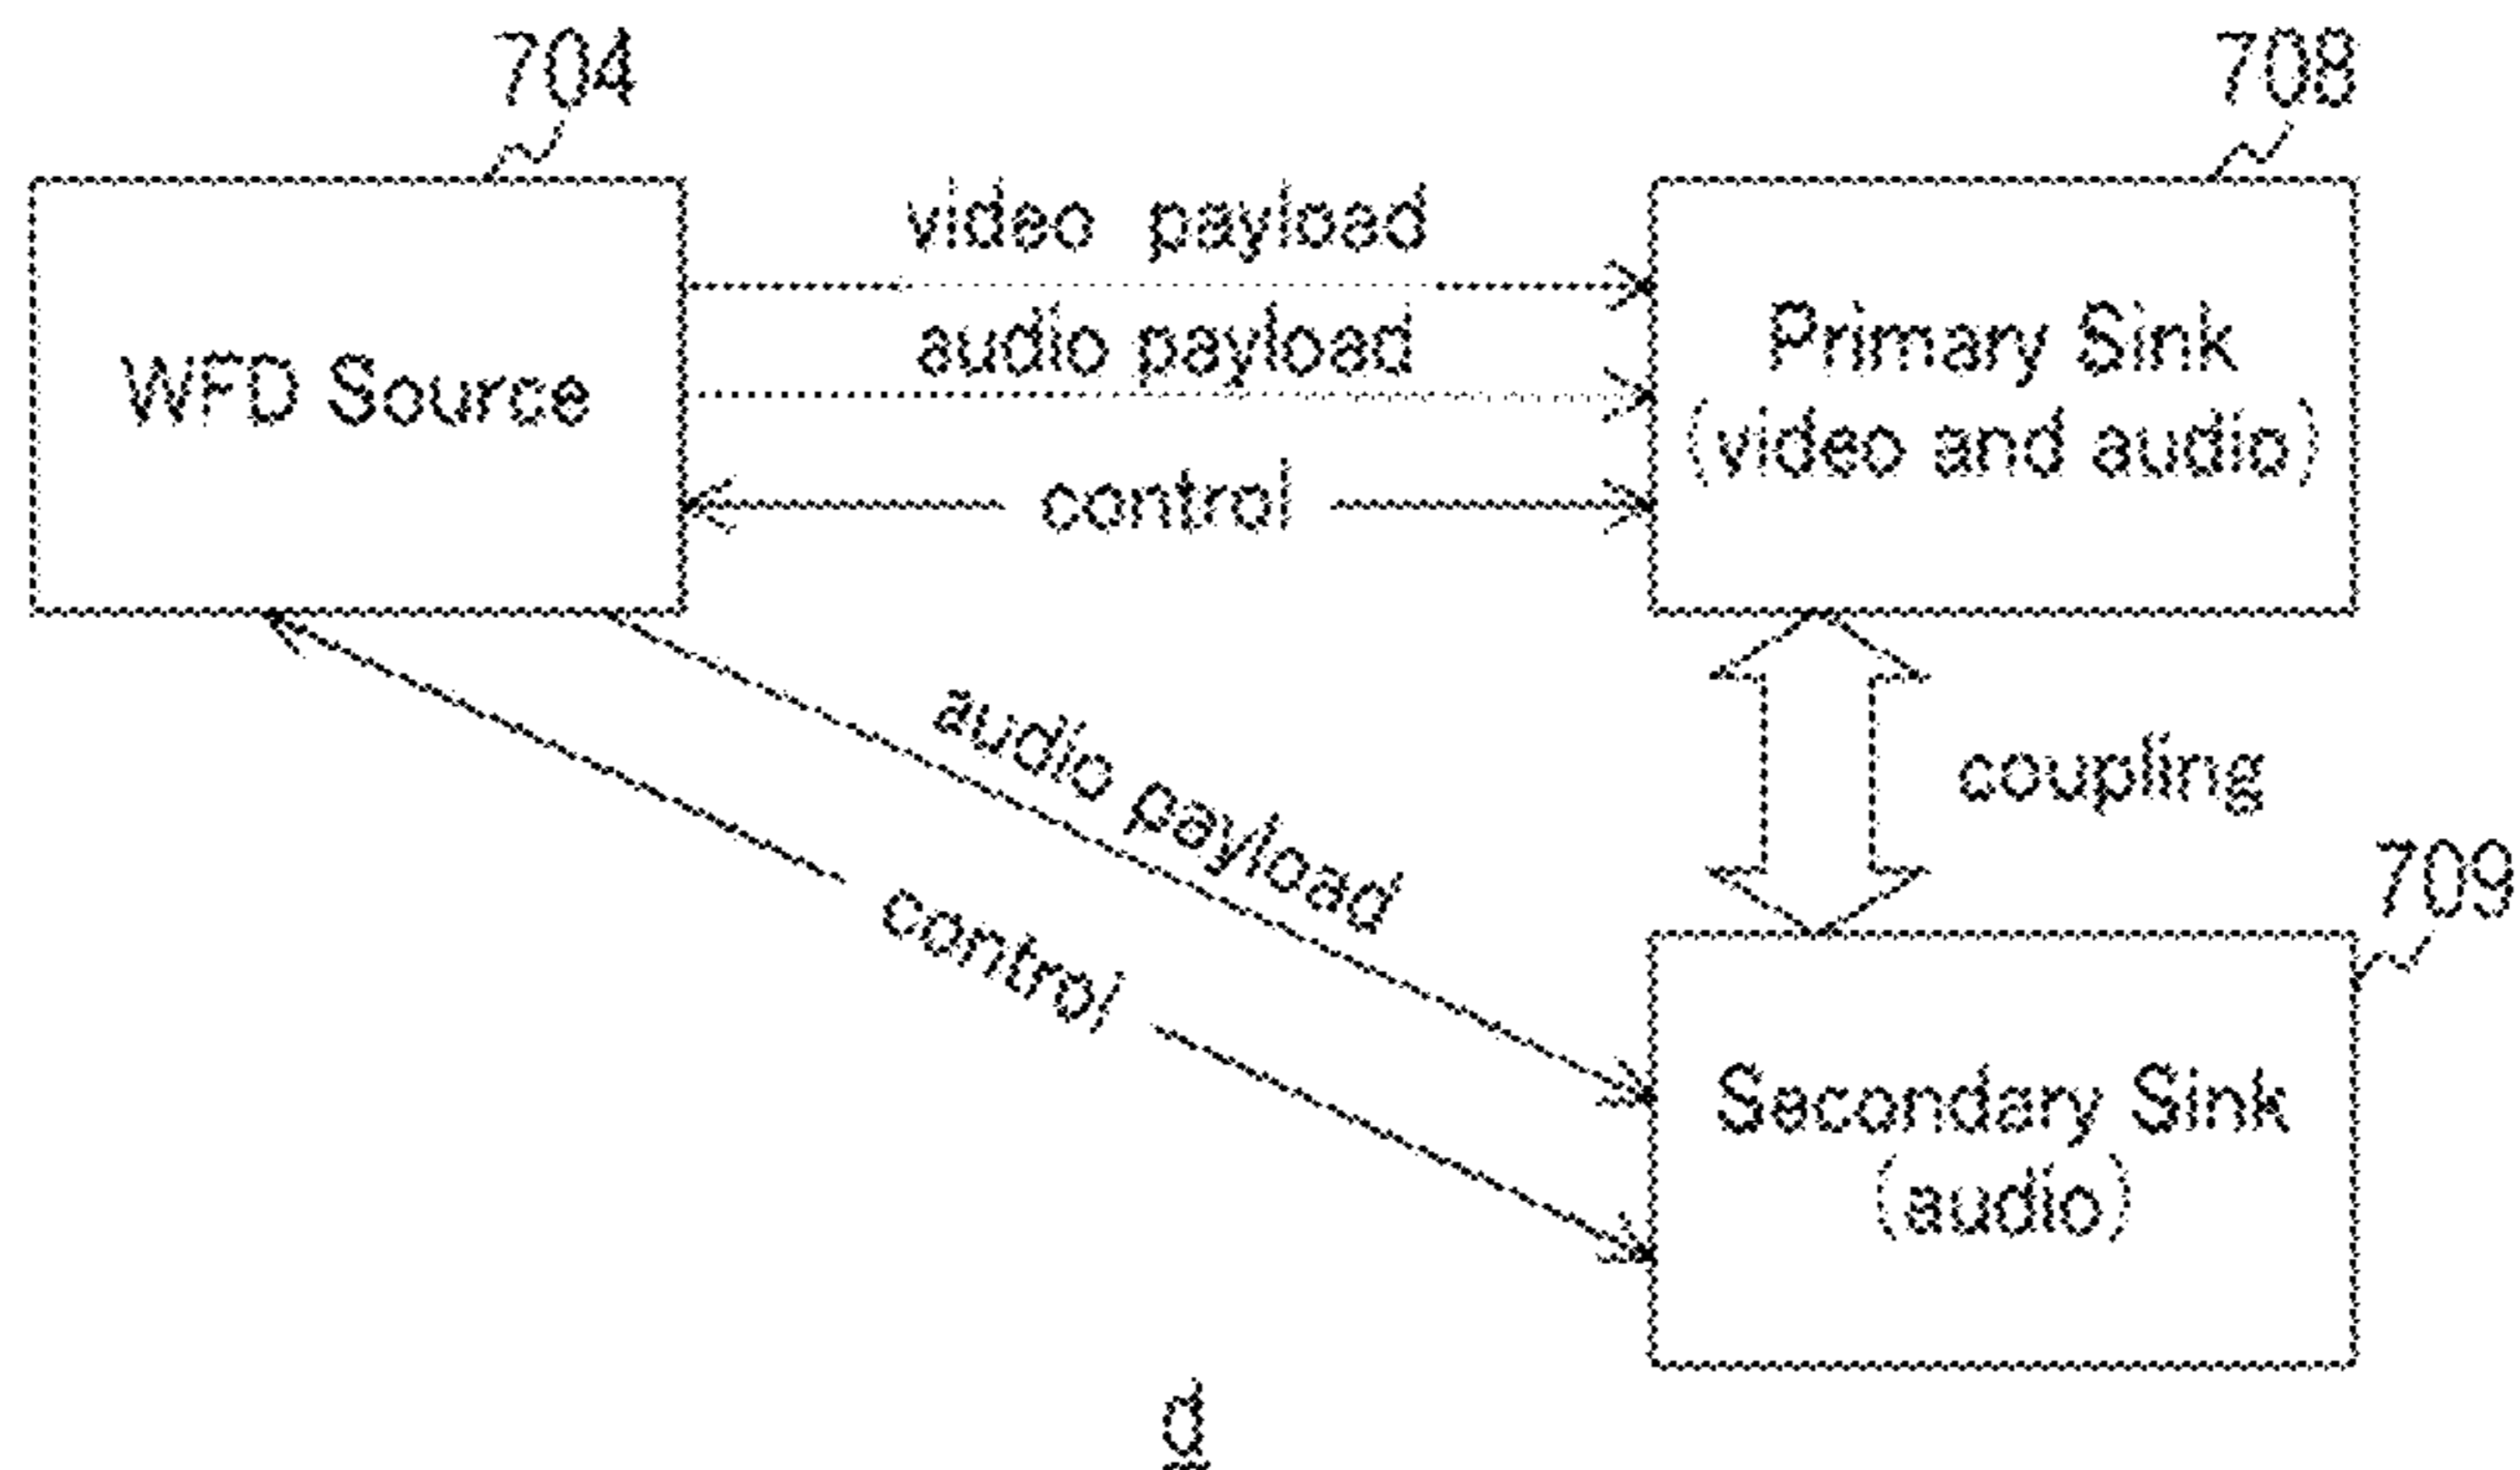 704
708
video payload
audio payload
WFD Source
Primary Sink
(video and audio)
control
audio payload
coupling
control
709
Secondary Sink
(audio)
d